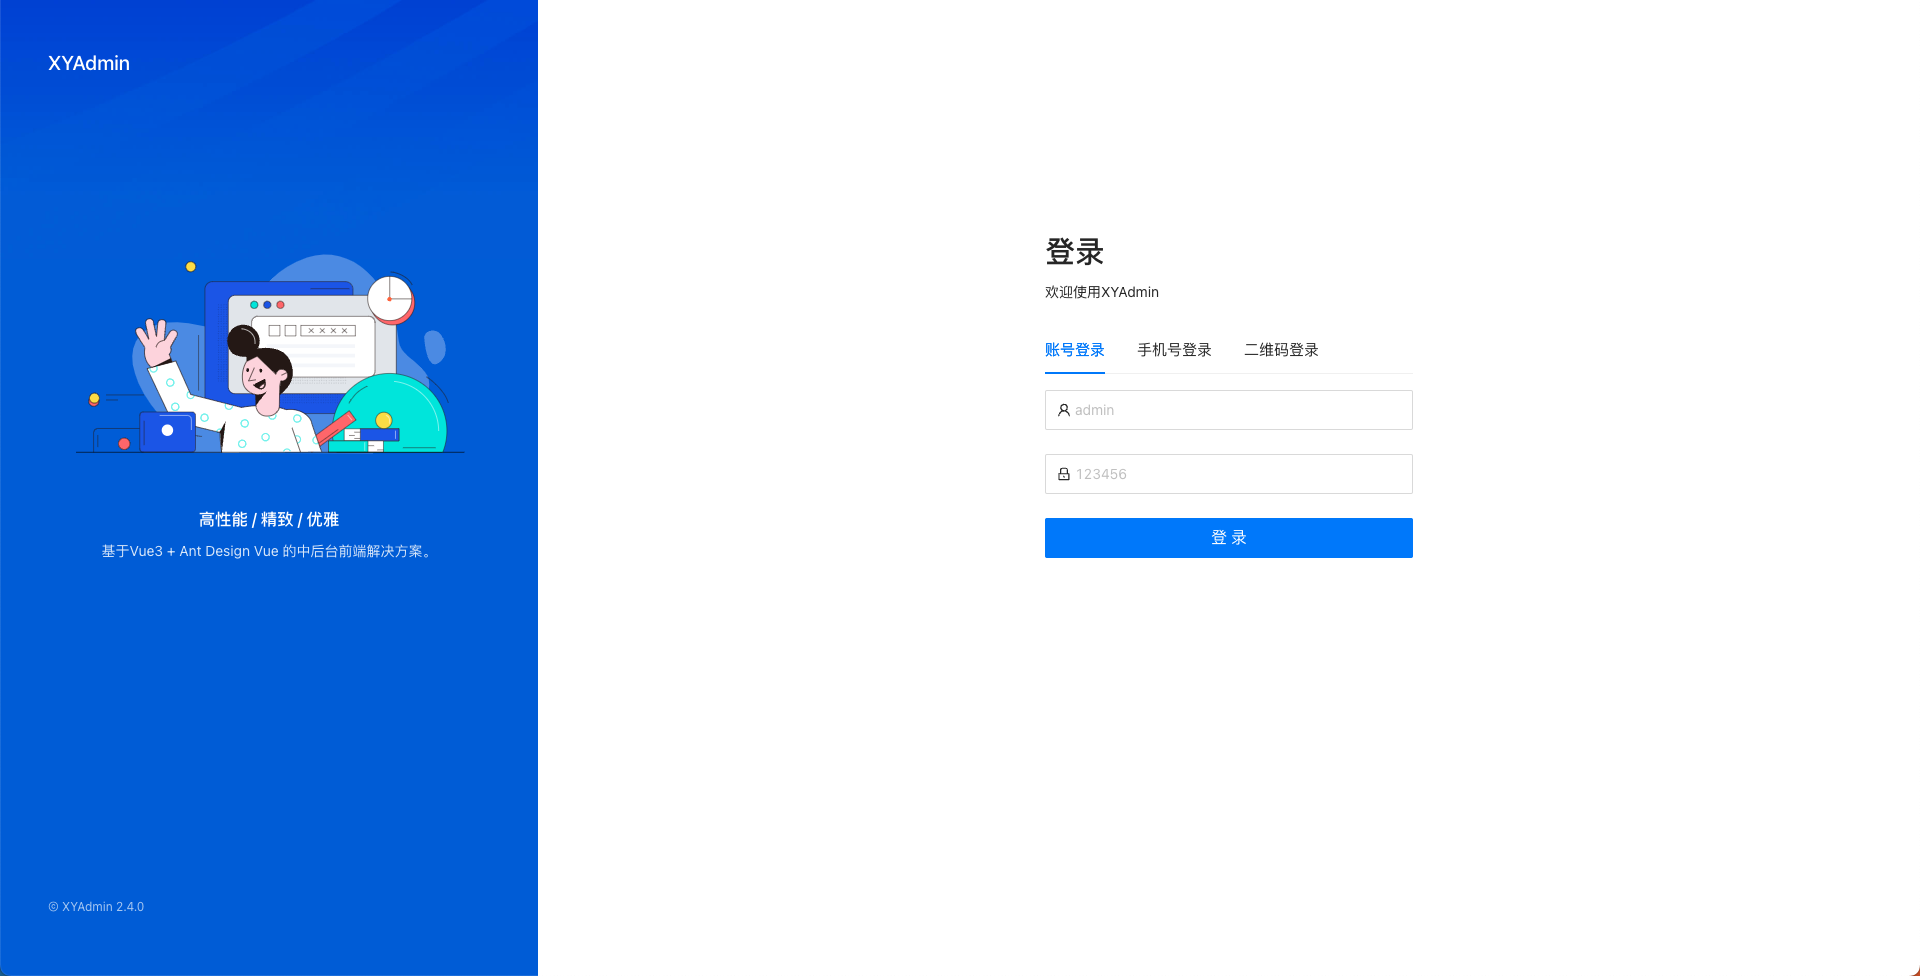 XYAdmin
高性能 / 精致 / 优雅
基于Vue3 + Ant Design Vue 的中后台前端解决方案。
© XYAdmin 2.4.0
登录
欢迎使用XYAdmin
账号登录 手机号登录 二维码登录
admin
123456
登 录